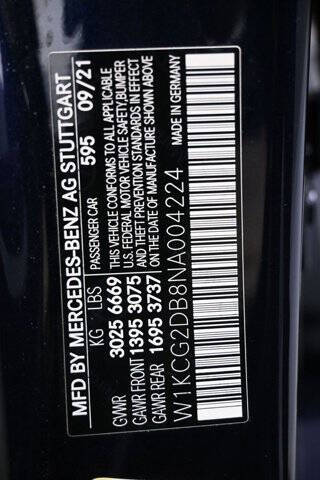 MFD BY MERCEDES-BENZ AG STUTTGART
KG LBS PASSENGER CAR 595 09/21
GVWR 3025 6669 THIS VEHICLE CONFORMS TO ALL APPLICABLE
GAWR FRONT 1395 3075 U.S. FEDERAL MOTOR VEHICLE SAFETY, BUMPER
AND THEFT PREVENTION STANDARDS IN EFFECT
GAWR REAR 1695 3737 ON THE DATE OF MANUFACTURE SHOWN ABOVE
W1KCG2DB8NA004224 MADE IN GERMANY